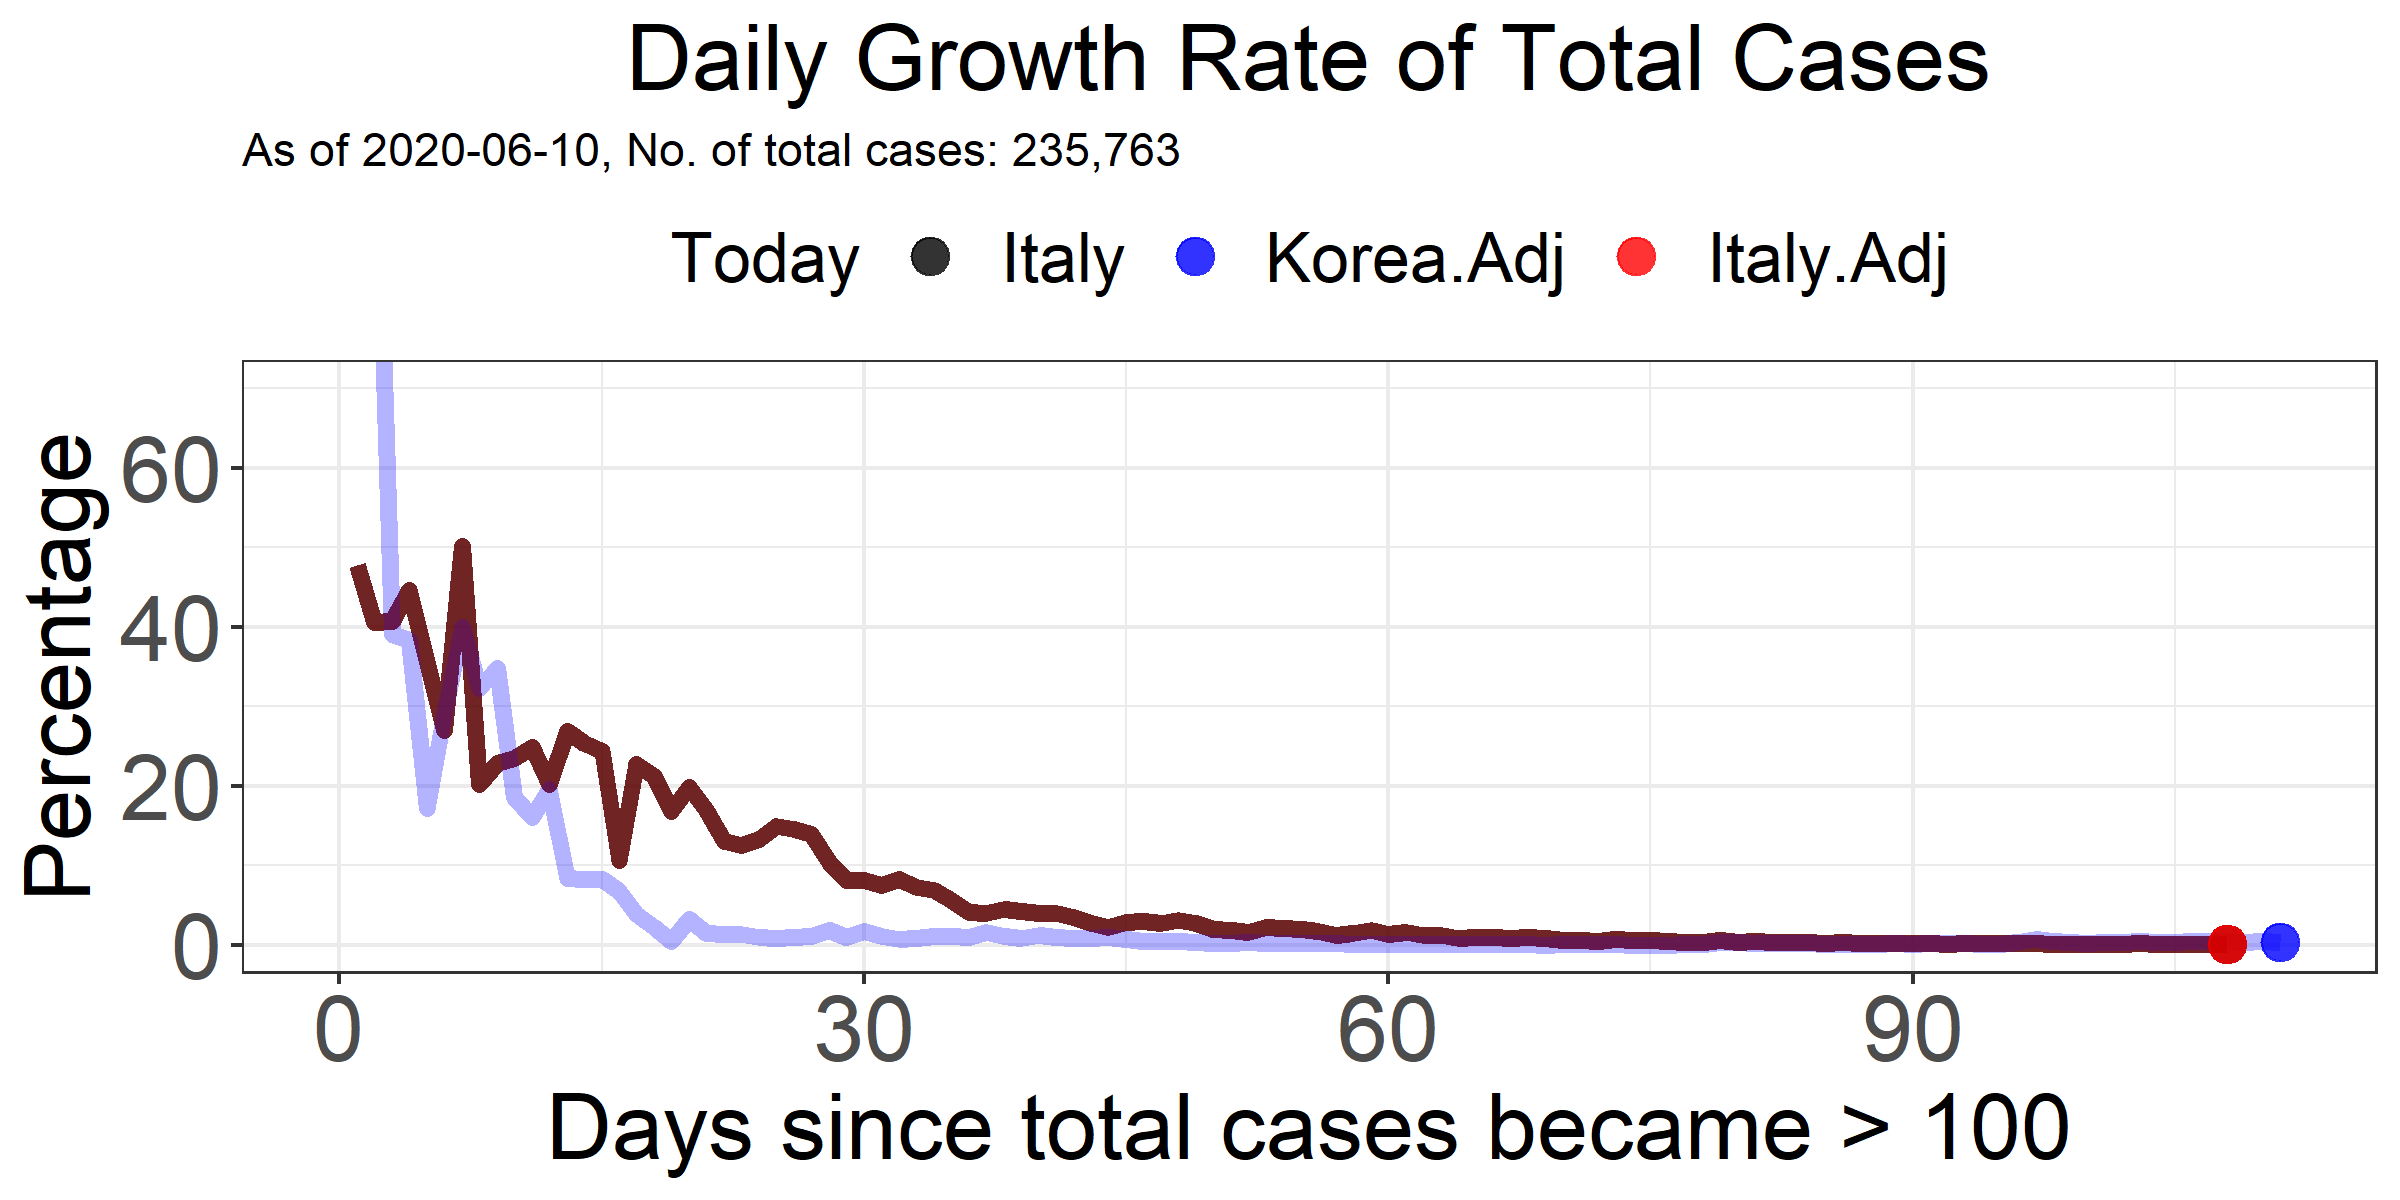 Daily Growth Rate of Total Cases
As of 2020-06-10, No. of total cases: 235,763
Today Italy Korea.Adj Italy.Adj
Percentage
60
40
20
0
0 30 60 90
Days since total cases became > 100